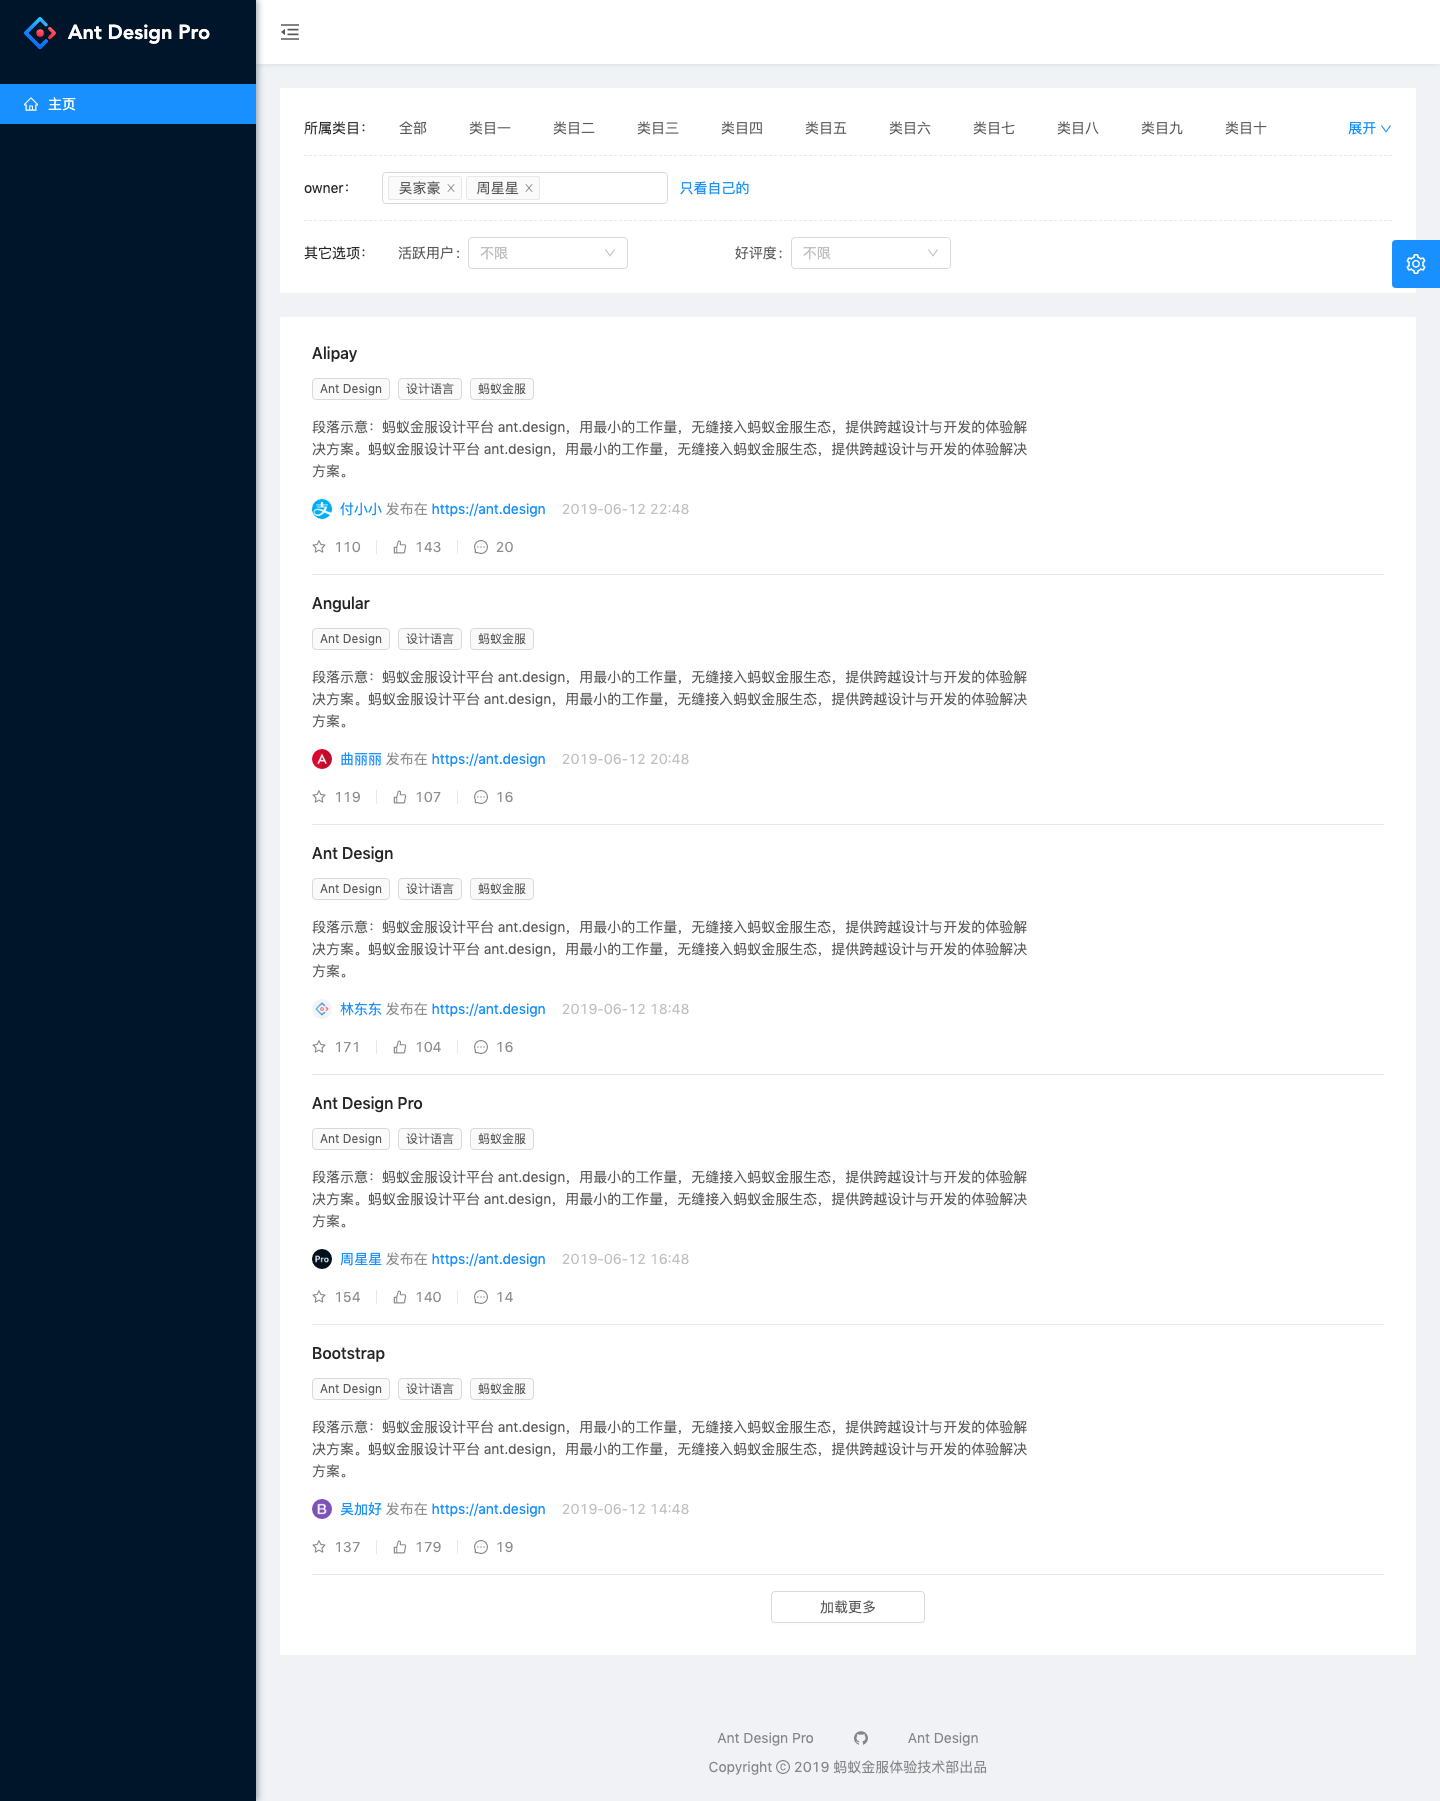 Ant Design Pro
主页
所属类目： 全部 类目一 类目二 类目三 类目四 类目五 类目六 类目七 类目八 类目九 类目十 展开
owner： 吴家豪 周星星 只看自己的
其它选项： 活跃用户： 不限 好评度： 不限
Alipay
Ant Design 设计语言 蚂蚁金服
段落示意：蚂蚁金服设计平台 ant.design，用最小的工作量，无缝接入蚂蚁金服生态，提供跨越设计与开发的体验解
决方案。蚂蚁金服设计平台 ant.design，用最小的工作量，无缝接入蚂蚁金服生态，提供跨越设计与开发的体验解决
方案。
付小小 发布在 https://ant.design 2019-06-12 22:48
110 143 20
Angular
Ant Design 设计语言 蚂蚁金服
段落示意：蚂蚁金服设计平台 ant.design，用最小的工作量，无缝接入蚂蚁金服生态，提供跨越设计与开发的体验解
决方案。蚂蚁金服设计平台 ant.design，用最小的工作量，无缝接入蚂蚁金服生态，提供跨越设计与开发的体验解决
方案。
A 曲丽丽 发布在 https://ant.design 2019-06-12 20:48
119 107 16
Ant Design
Ant Design 设计语言 蚂蚁金服
段落示意：蚂蚁金服设计平台 ant.design，用最小的工作量，无缝接入蚂蚁金服生态，提供跨越设计与开发的体验解
决方案。蚂蚁金服设计平台 ant.design，用最小的工作量，无缝接入蚂蚁金服生态，提供跨越设计与开发的体验解决
方案。
林东东 发布在 https://ant.design 2019-06-12 18:48
171 104 16
Ant Design Pro
Ant Design 设计语言 蚂蚁金服
段落示意：蚂蚁金服设计平台 ant.design，用最小的工作量，无缝接入蚂蚁金服生态，提供跨越设计与开发的体验解
决方案。蚂蚁金服设计平台 ant.design，用最小的工作量，无缝接入蚂蚁金服生态，提供跨越设计与开发的体验解决
方案。
Pro 周星星 发布在 https://ant.design 2019-06-12 16:48
154 140 14
Bootstrap
Ant Design 设计语言 蚂蚁金服
段落示意：蚂蚁金服设计平台 ant.design，用最小的工作量，无缝接入蚂蚁金服生态，提供跨越设计与开发的体验解
决方案。蚂蚁金服设计平台 ant.design，用最小的工作量，无缝接入蚂蚁金服生态，提供跨越设计与开发的体验解决
方案。
B 吴加好 发布在 https://ant.design 2019-06-12 14:48
137 179 19
加载更多
Ant Design Pro Ant Design
Copyright © 2019 蚂蚁金服体验技术部出品